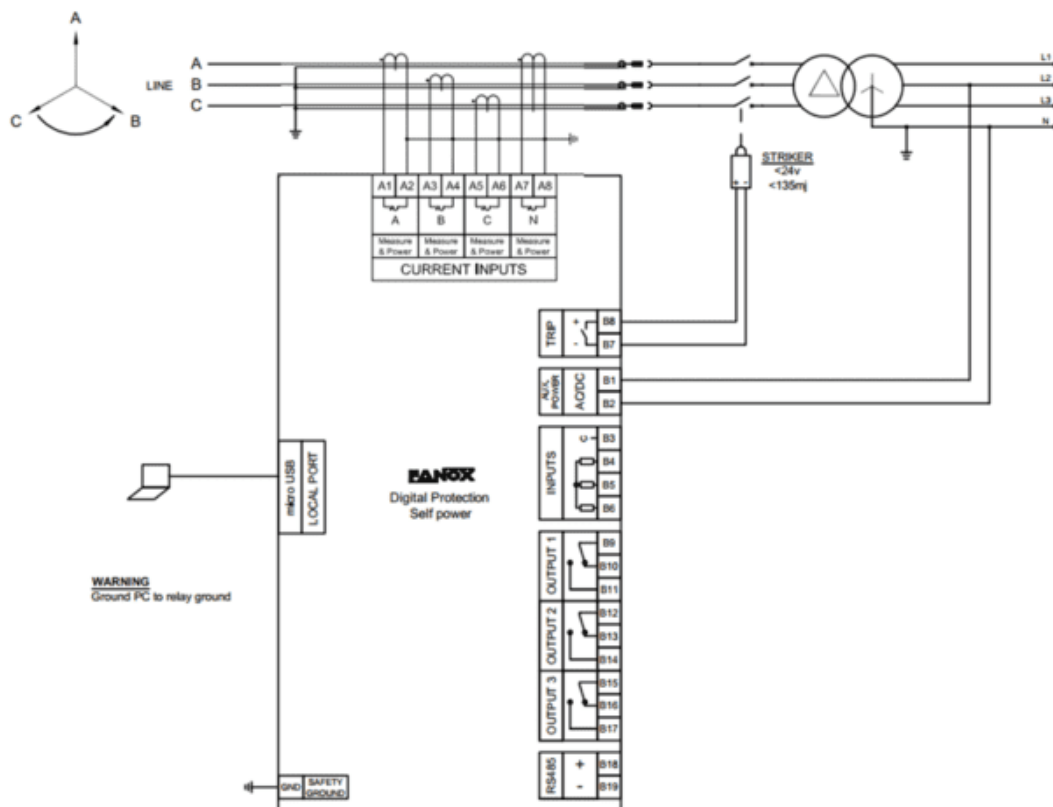 A
C
B
LINE
A
B
C
L1
L2
L3
N
STRIKER
<24v
<135mj
+ -
A1 A2 A3 A4 A5 A6 A7 A8
A B C N
Measure & Power Measure & Power Measure & Power Measure & Power
CURRENT INPUTS
TRIP
+
-
B8
B7
AUX, POWER
AC/DC
B1
B2
INPUTS
B3
B4
B5
B6
micro USB
LOCAL PORT
FANOX
Digital Protection
Self power
WARNING
Ground PC to relay ground
OUTPUT 1
B9
B10
B11
OUTPUT 2
B12
B13
B14
OUTPUT 3
B15
B16
B17
RS485
+
-
B18
B19
GND
SAFETY
GROUND